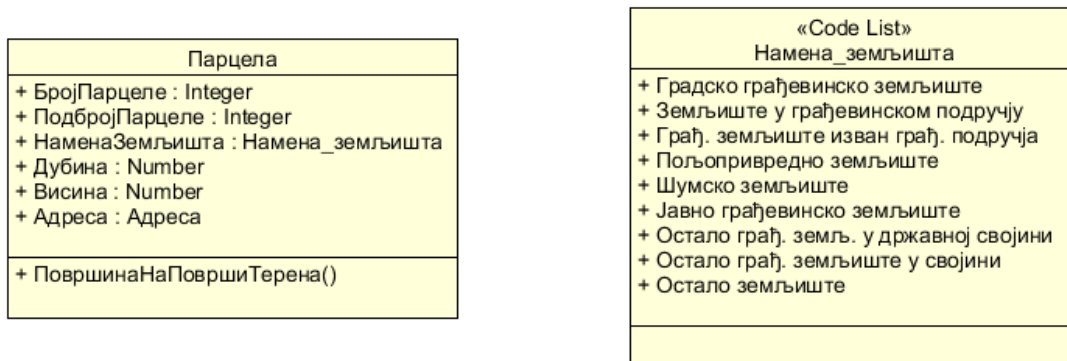 Парцела
+ БројПарцеле : Integer
+ ПодбројПарцеле : Integer
+ НаменаЗемљишта : Намена_земљишта
+ Дубина : Number
+ Висина : Number
+ Адреса : Адреса
+ ПовршинаНаПовршиТерена()
«Code List»
Намена_земљишта
+ Градско грађевинско земљиште
+ Земљиште у грађевинском подручју
+ Грађ. земљиште изван грађ. подручја
+ Пољопривредно земљиште
+ Шумско земљиште
+ Јавно грађевинско земљиште
+ Остало грађ. земљ. у државној својини
+ Остало грађ. земљиште у својини
+ Остало земљиште